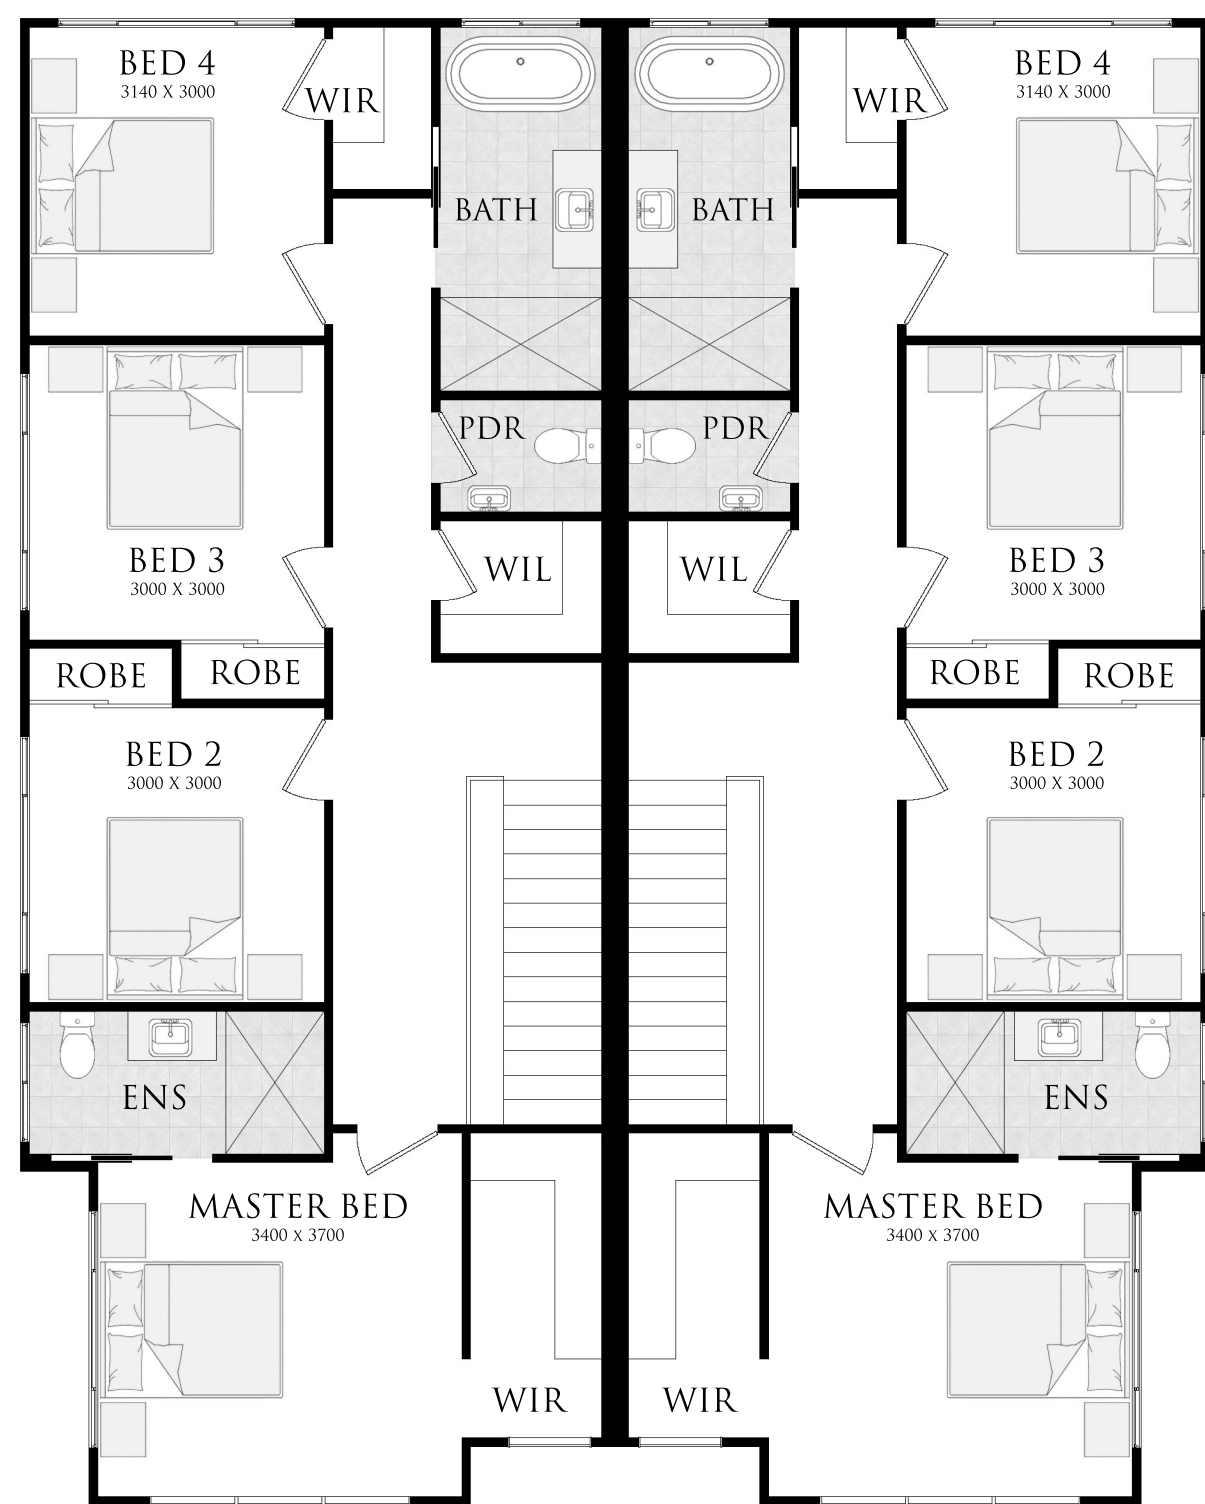 BED 4
3140 X 3000
WIR
WIR
BED 4
3140 X 3000
BATH
BATH
PDR
PDR
BED 3
3000 X 3000
WIL
WIL
BED 3
3000 X 3000
ROBE
ROBE
ROBE
ROBE
BED 2
3000 X 3000
BED 2
3000 X 3000
ENS
ENS
MASTER BED
3400 X 3700
MASTER BED
3400 X 3700
WIR
WIR